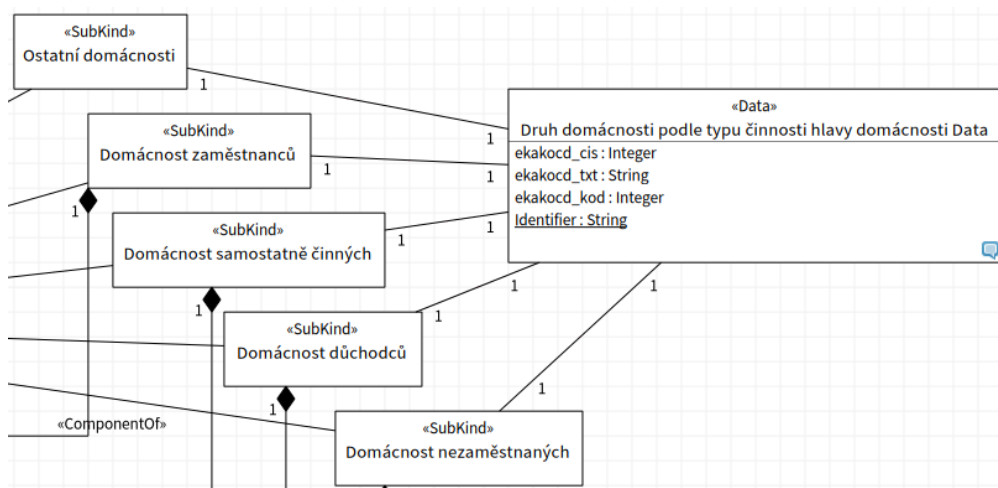 «SubKind»
Ostatní domácnosti
1
1
«Data»
Druh domácnosti podle typu činnosti hlavy domácnosti Data
ekakocd_cis : Integer
ekakocd_txt : String
ekakocd_kod : Integer
Identifier : String
«SubKind»
Domácnost zaměstnanců
1
1
1
«SubKind»
Domácnost samostatně činných
1
1
1
«SubKind»
Domácnost důchodců
1
1
1
«SubKind»
Domácnost nezaměstnaných
1
1
«ComponentOf»